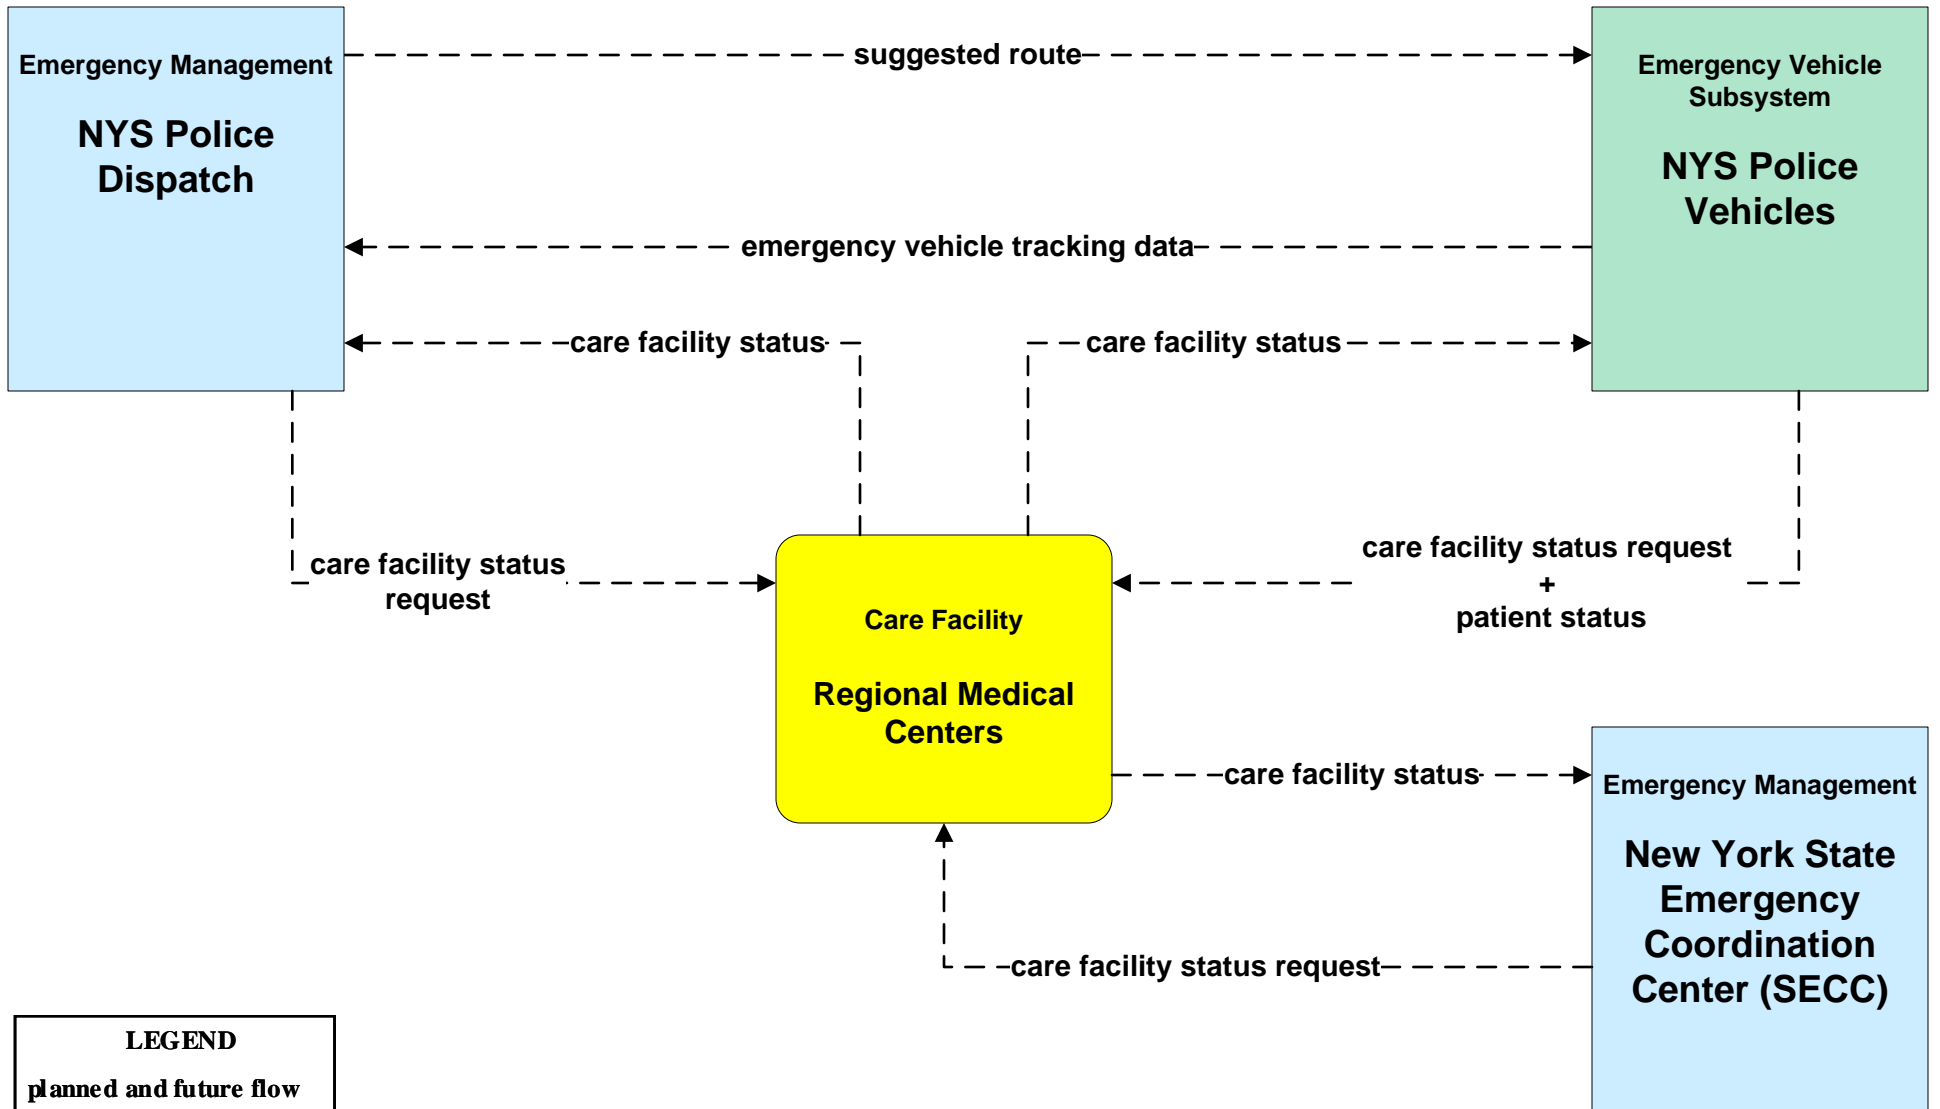 Emergency Management
NYS Police
Dispatch
suggested route
Emergency Vehicle
Subsystem
NYS Police
Vehicles
emergency vehicle tracking data
care facility status
care facility status
care facility status
request
care facility status request
+
patient status
Care Facility
Regional Medical
Centers
care facility status
Emergency Management
New York State
Emergency
Coordination
Center (SECC)
care facility status request
LEGEND
planned and future flow